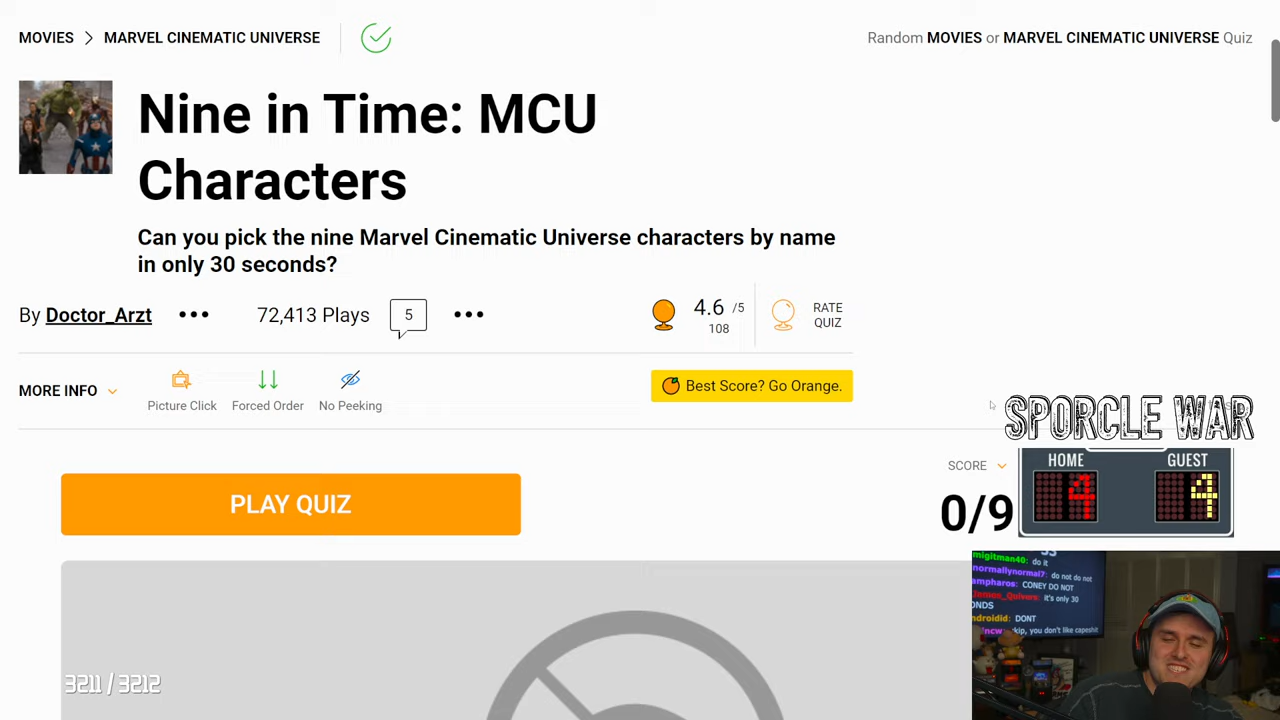 MOVIES
MARVEL CINEMATIC UNIVERSE
Random MOVIES or MARVEL CINEMATIC UNIVERSE Quiz
Nine in Time: MCU
Characters
Can you pick the nine Marvel Cinematic Universe characters by name
in only 30 seconds?
By Doctor_Arzt
72,413 Plays
5
4.6 /5
108
RATE
QUIZ
MORE INFO
Picture Click
Forced Order
No Peeking
Best Score? Go Orange.
SPORCLE WAR
PLAY QUIZ
SCORE
0/9
HOME
GUEST
4
4
migitman40: do it
normallynormal7: do not do not
ampharos: CONEY DO NOT
it's only 30
DONT
skip, you don't like capeshit
3211 / 3212